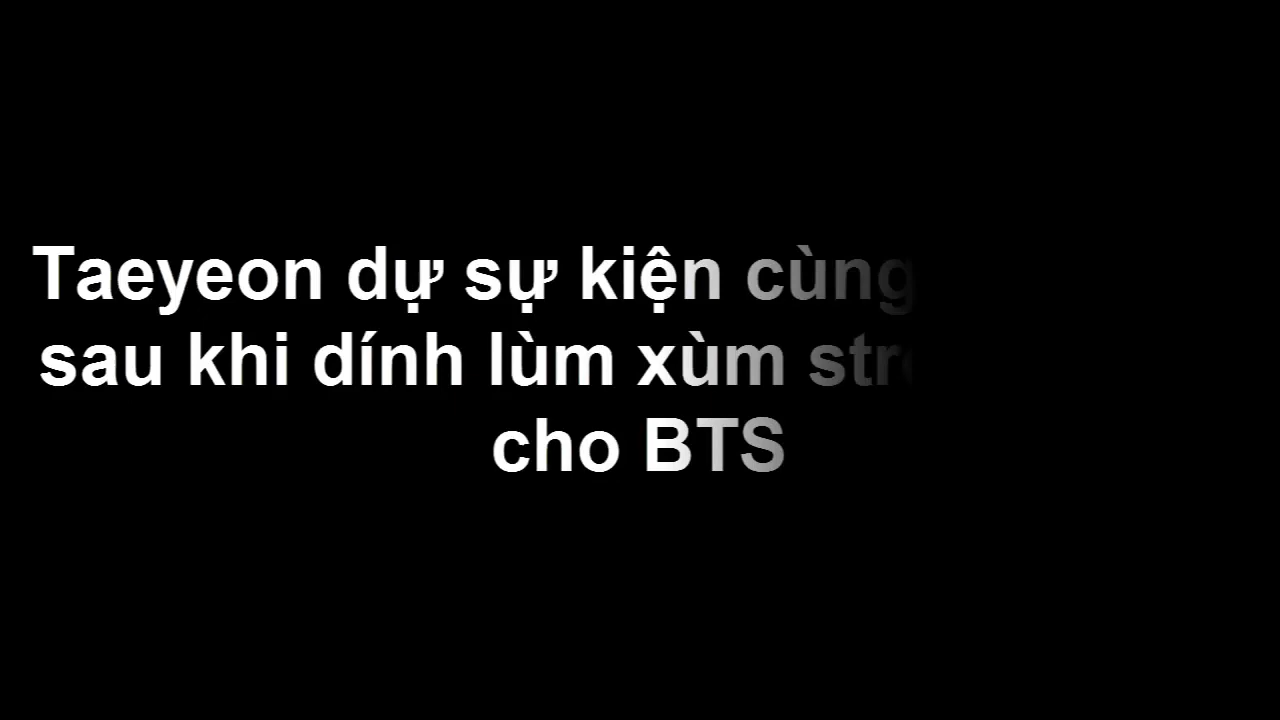 Taeyeon dự sự kiện cùng
sau khi dính lùm xùm
cho BTS